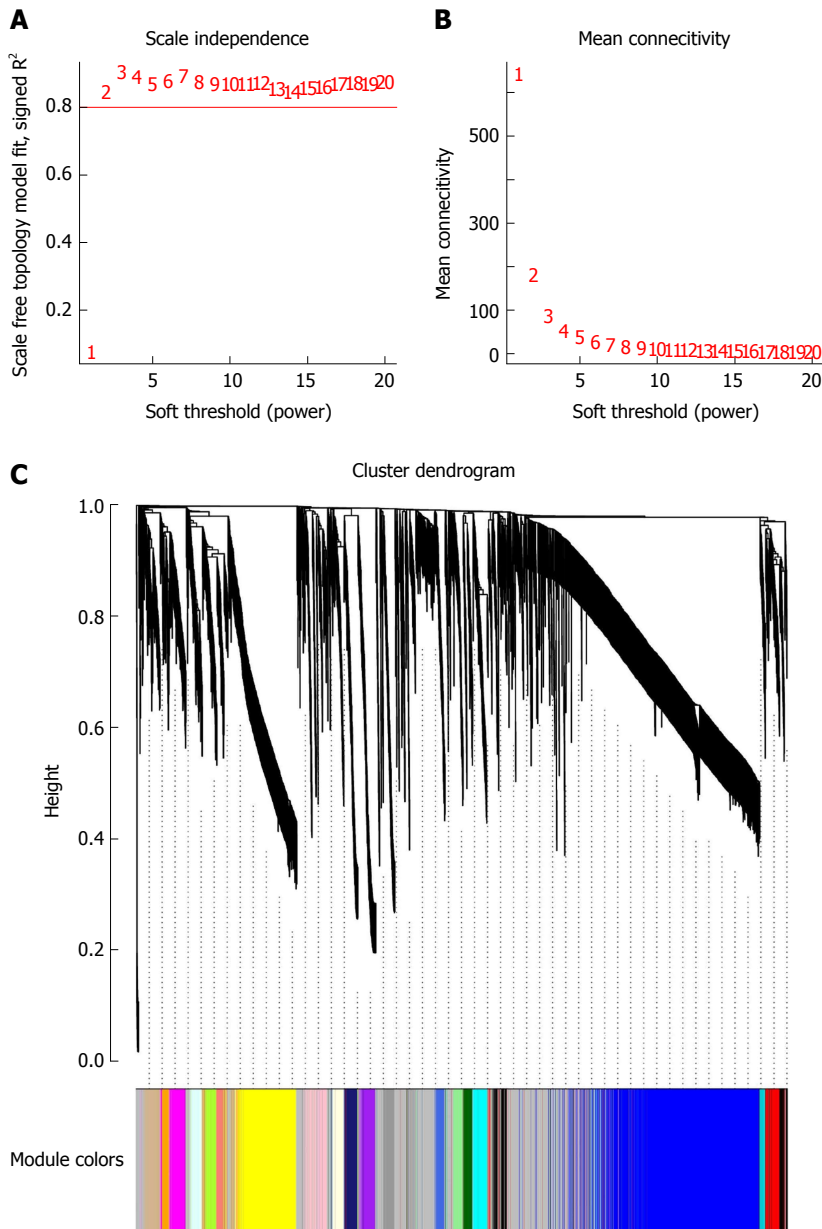 A
Scale independence
Scale free topology model fit, signed R²
0.8
0.6
0.4
0.2
1 2 3 4 5 6 7 8 9 10 11 12 13 14 15 16 17 18 19 20
5 10 15 20
Soft threshold (power)
B
Mean connecitivity
Mean connectivity
500
300
100
0
1 2 3 4 5 6 7 8 9 10 11 12 13 14 15 16 17 18 19 20
5 10 15 20
Soft threshold (power)
C
Cluster dendrogram
Height
1.0
0.8
0.6
0.4
0.2
0.0
Module colors